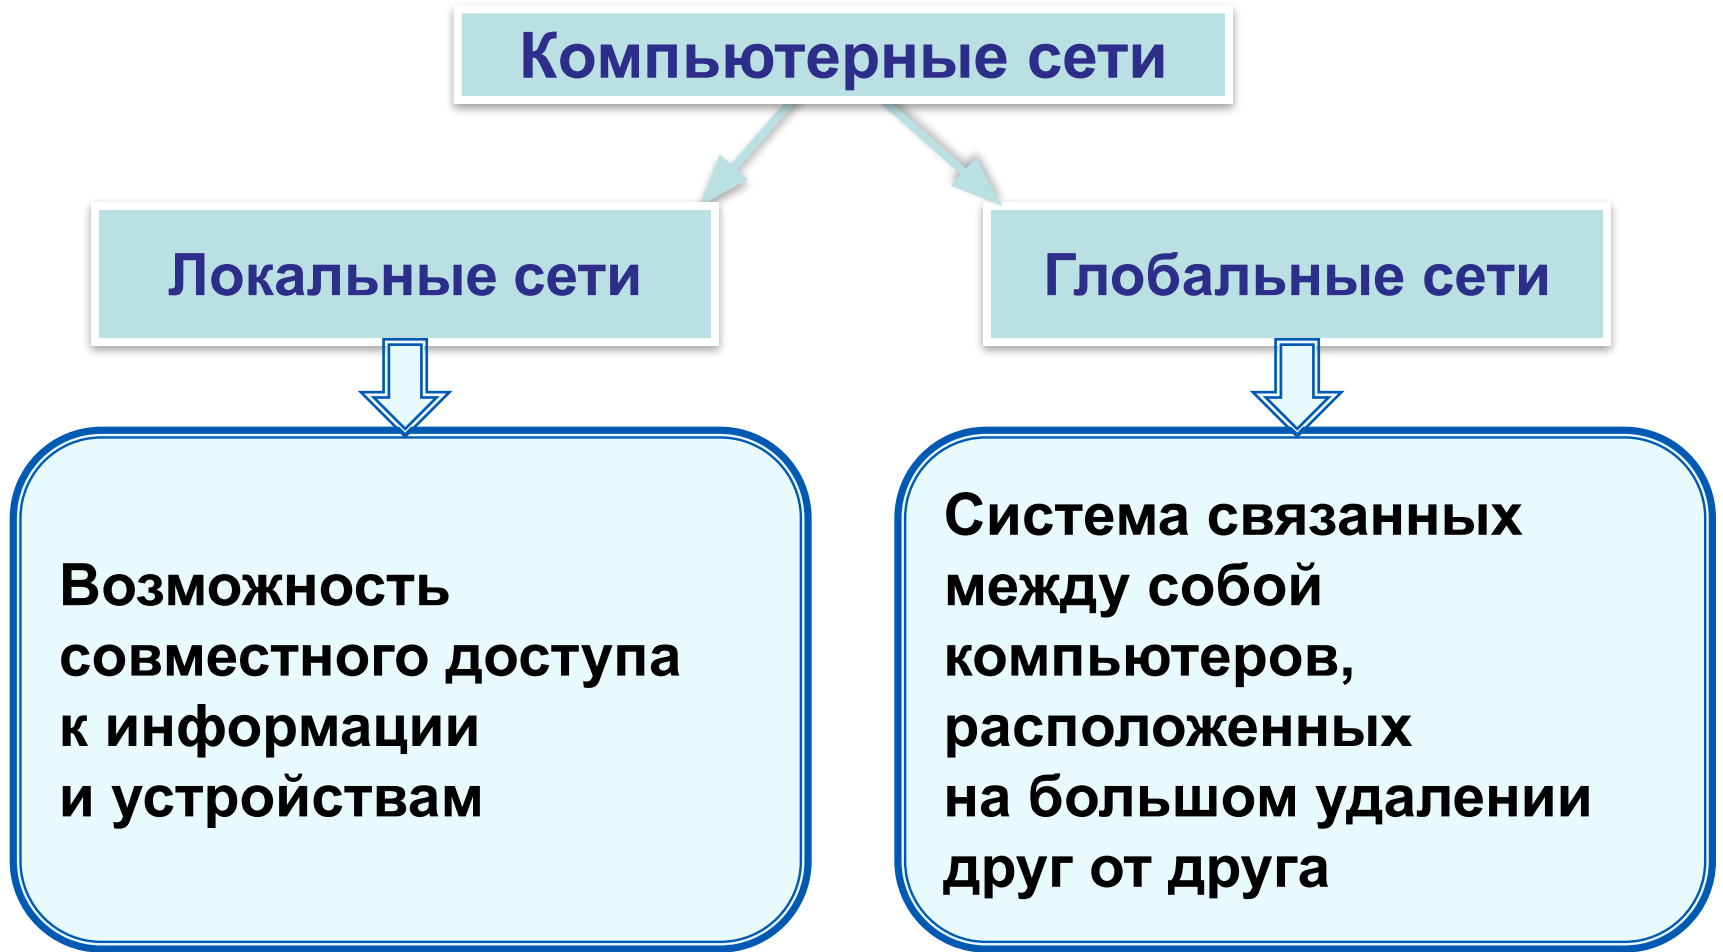 Компьютерные сети
Локальные сети
Глобальные сети
Возможность
совместного доступа
к информации
и устройствам
Система связанных
между собой
компьютеров,
расположенных
на большом удалении
друг от друга